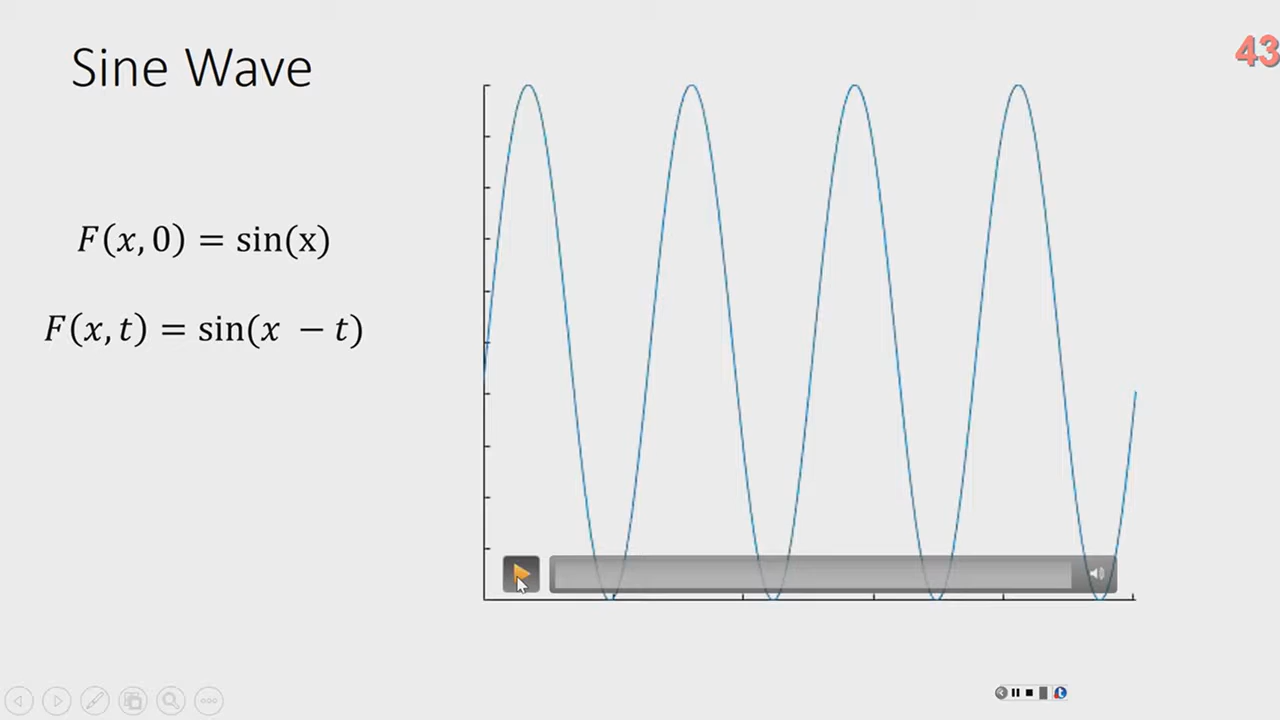 Sine Wave
43
F(x, 0) = sin(x)
F(x, t) = sin(x − t)